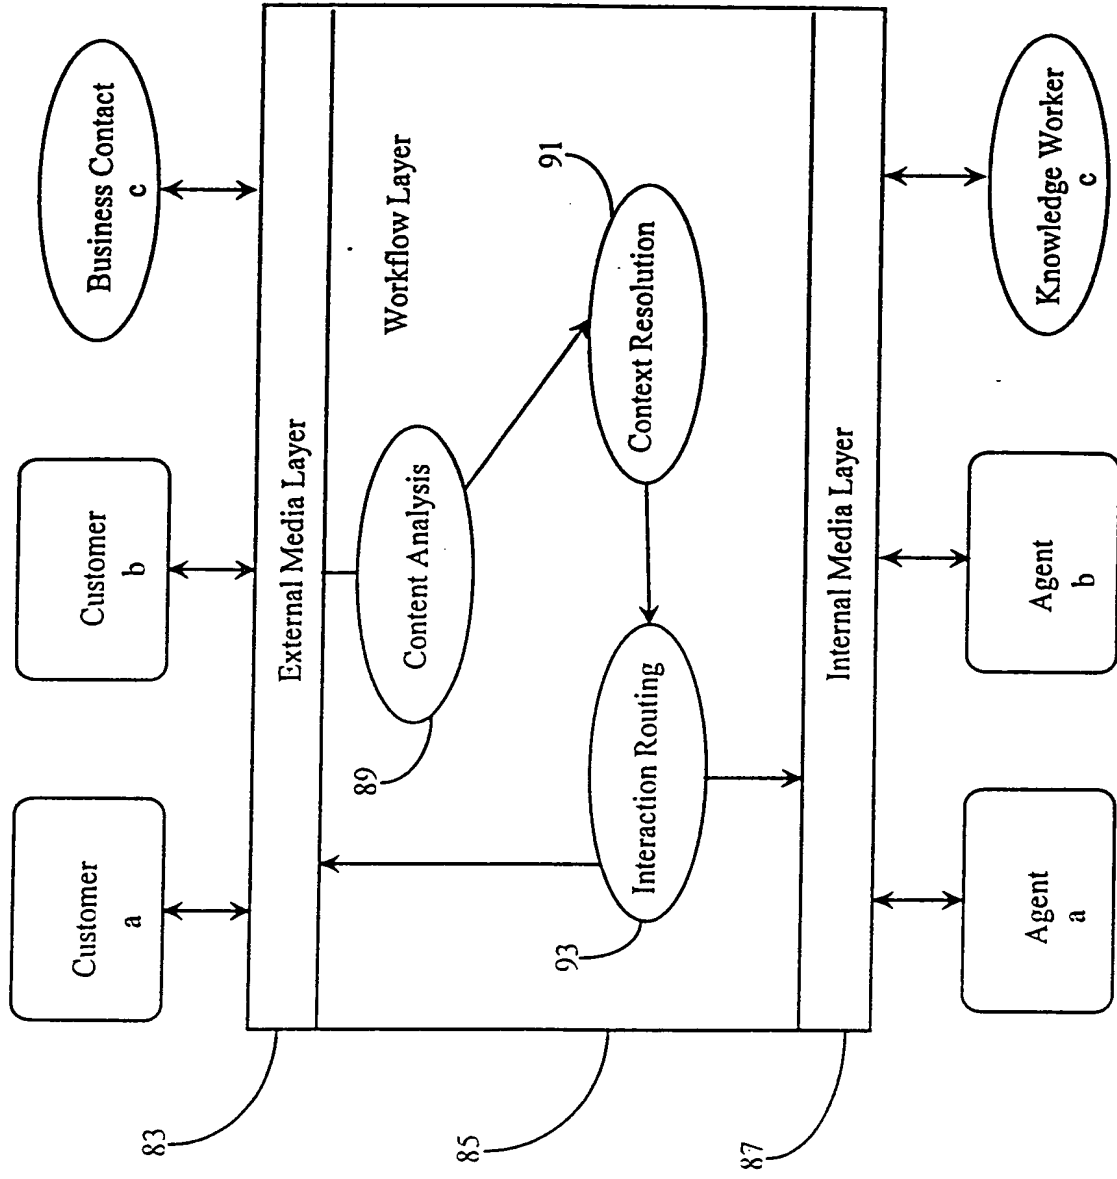 Customer
a
Customer
b
Business Contact
c
83
External Media Layer
Workflow Layer
89
Content Analysis
91
85
93
Interaction Routing
Context Resolution
87
Internal Media Layer
Agent
a
Agent
b
Knowledge Worker
c